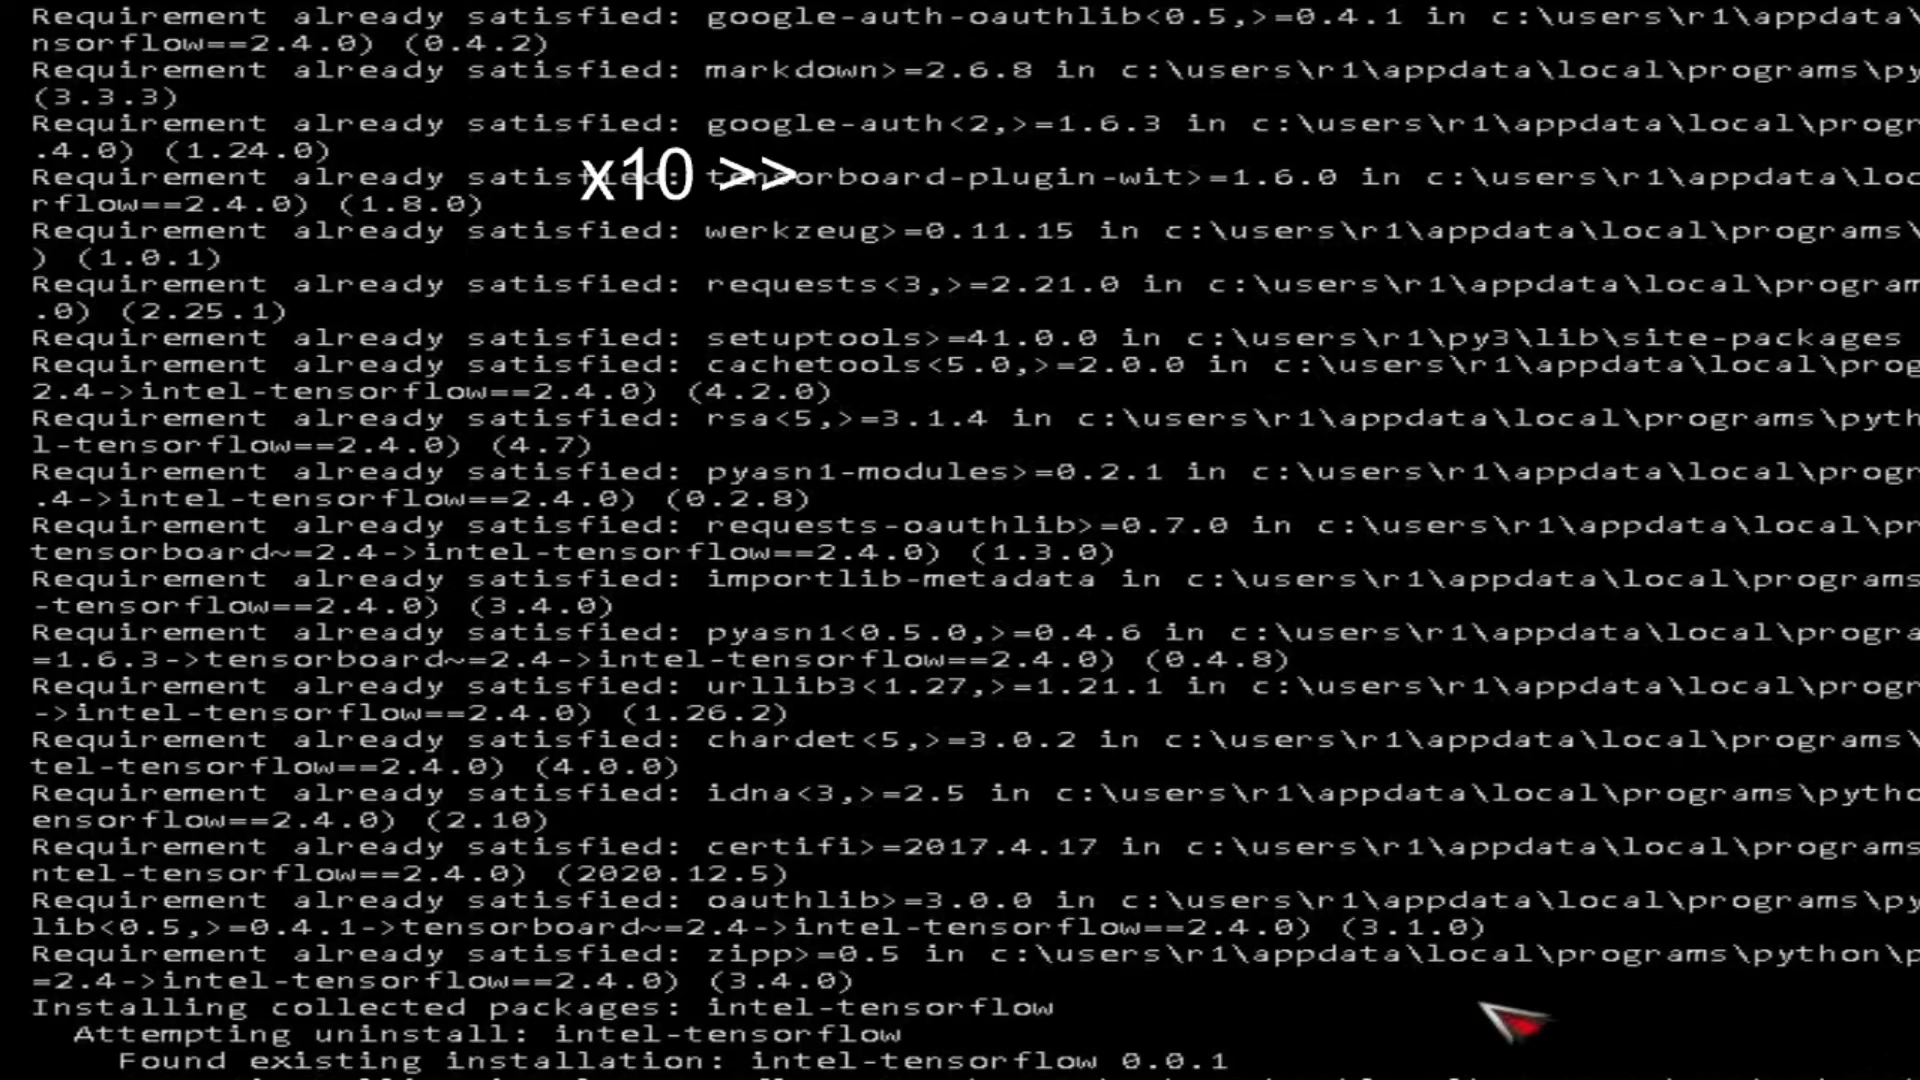 Requirement already satisfied: google-auth-oauthlib<0.5,>=0.4.1 in c:\users\r1\appdata\
nsorflow==2.4.0) (0.4.2)
Requirement already satisfied: markdown>=2.6.8 in c:\users\r1\appdata\local\programs\py
(3.3.3)
Requirement already satisfied: google-auth<2,>=1.6.3 in c:\users\r1\appdata\local\progr
.4.0) (1.24.0)
x10 >>
Requirement already satisfied: tensorboard-plugin-wit>=1.6.0 in c:\users\r1\appdata\loc
rflow==2.4.0) (1.8.0)
Requirement already satisfied: werkzeug>=0.11.15 in c:\users\r1\appdata\local\programs\
) (1.0.1)
Requirement already satisfied: requests<3,>=2.21.0 in c:\users\r1\appdata\local\program
.0) (2.25.1)
Requirement already satisfied: setuptools>=41.0.0 in c:\users\r1\py3\lib\site-packages
Requirement already satisfied: cachetools<5.0,>=2.0.0 in c:\users\r1\appdata\local\prog
2.4->intel-tensorflow==2.4.0) (4.2.0)
Requirement already satisfied: rsa<5,>=3.1.4 in c:\users\r1\appdata\local\programs\pyth
l-tensorflow==2.4.0) (4.7)
Requirement already satisfied: pyasn1-modules>=0.2.1 in c:\users\r1\appdata\local\progr
.4->intel-tensorflow==2.4.0) (0.2.8)
Requirement already satisfied: requests-oauthlib>=0.7.0 in c:\users\r1\appdata\local\pr
tensorboard~=2.4->intel-tensorflow==2.4.0) (1.3.0)
Requirement already satisfied: importlib-metadata in c:\users\r1\appdata\local\programs
-tensorflow==2.4.0) (3.4.0)
Requirement already satisfied: pyasn1<0.5.0,>=0.4.6 in c:\users\r1\appdata\local\progra
=1.6.3->tensorboard~=2.4->intel-tensorflow==2.4.0) (0.4.8)
Requirement already satisfied: urllib3<1.27,>=1.21.1 in c:\users\r1\appdata\local\progr
->intel-tensorflow==2.4.0) (1.26.2)
Requirement already satisfied: chardet<5,>=3.0.2 in c:\users\r1\appdata\local\programs\
tel-tensorflow==2.4.0) (4.0.0)
Requirement already satisfied: idna<3,>=2.5 in c:\users\r1\appdata\local\programs\pytho
ensorflow==2.4.0) (2.10)
Requirement already satisfied: certifi>=2017.4.17 in c:\users\r1\appdata\local\programs
ntel-tensorflow==2.4.0) (2020.12.5)
Requirement already satisfied: oauthlib>=3.0.0 in c:\users\r1\appdata\local\programs\py
lib<0.5,>=0.4.1->tensorboard~=2.4->intel-tensorflow==2.4.0) (3.1.0)
Requirement already satisfied: zipp>=0.5 in c:\users\r1\appdata\local\programs\python\p
=2.4->intel-tensorflow==2.4.0) (3.4.0)
Installing collected packages: intel-tensorflow
Attempting uninstall: intel-tensorflow
Found existing installation: intel-tensorflow 0.0.1